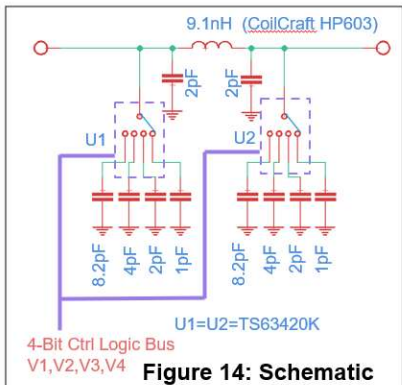 9.1nH (CoilCraft HP603)
2pF
2pF
U1
U2
8.2pF
4pF
2pF
1pF
8.2pF
4pF
2pF
1pF
U1=U2=TS63420K
4-Bit Ctrl Logic Bus
V1,V2,V3,V4
Figure 14: Schematic